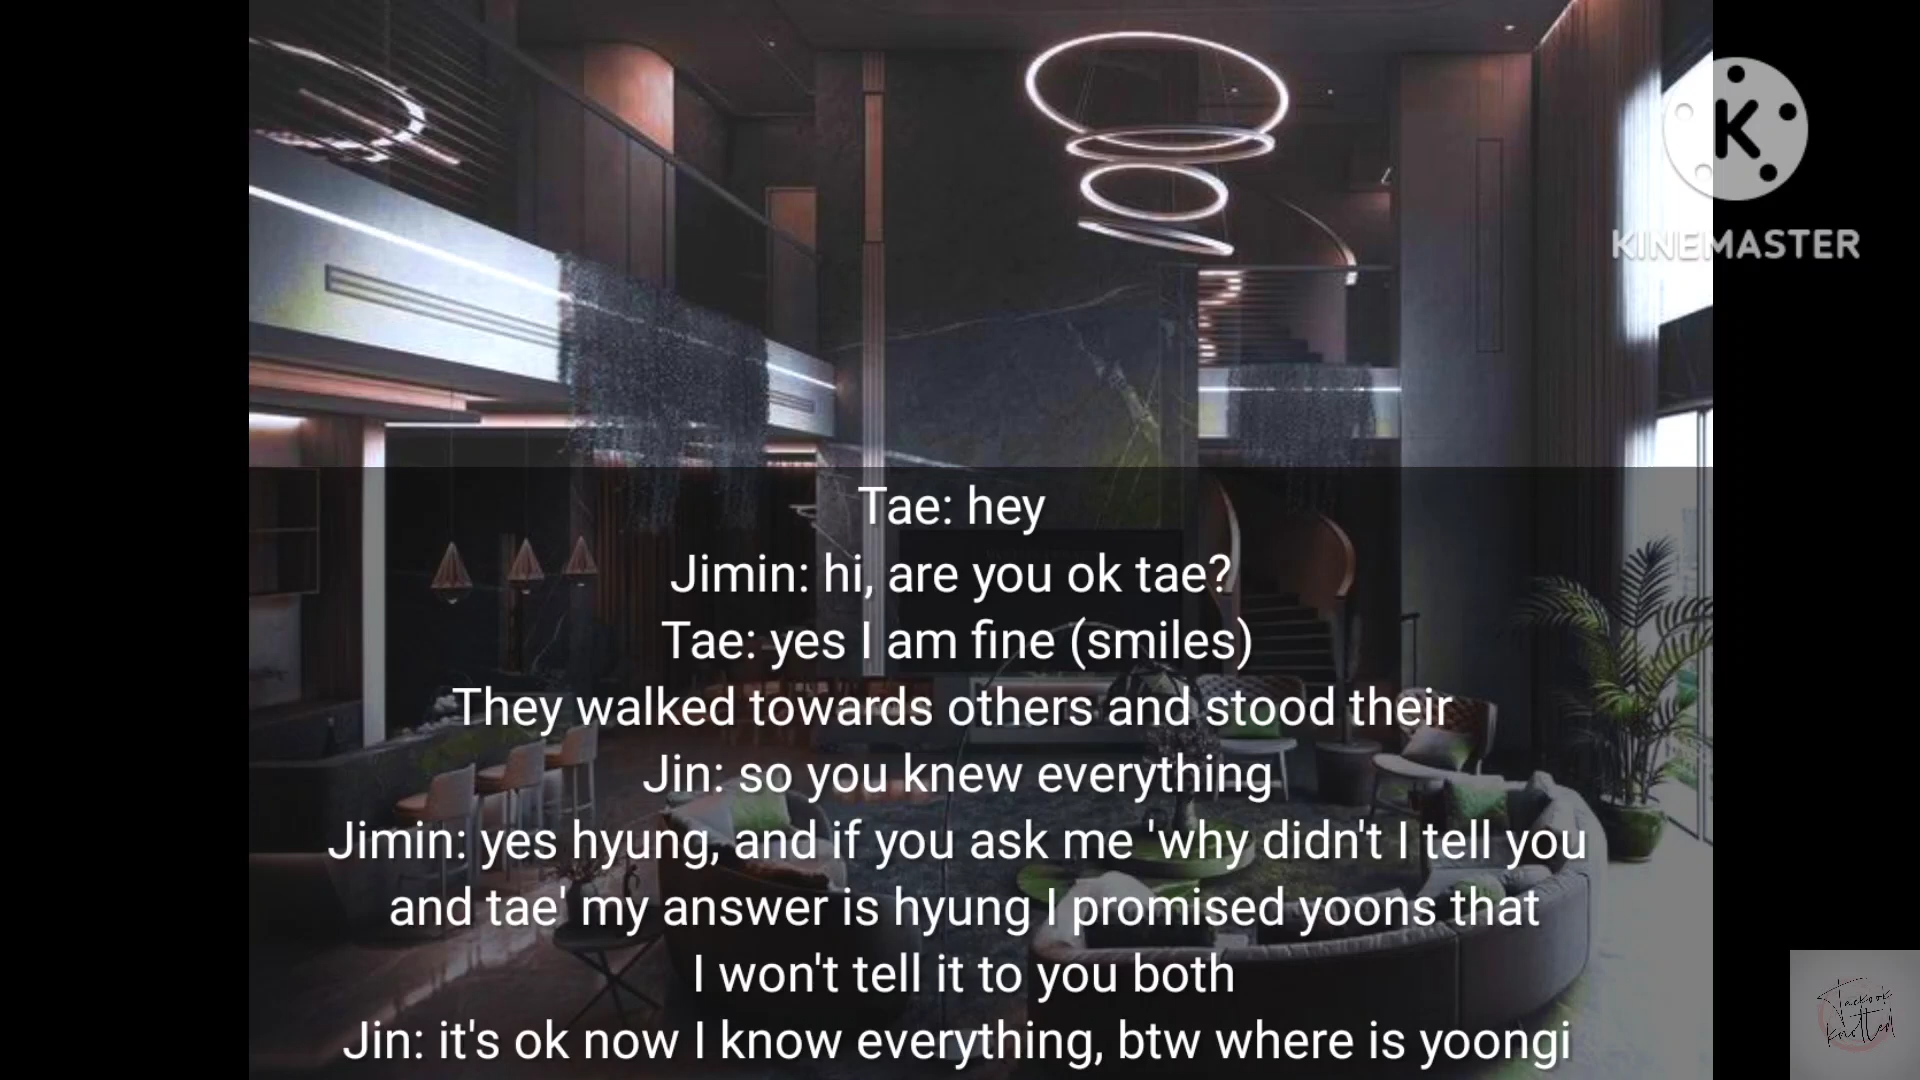 K
KINEMASTER
Tae: hey
Jimin: hi, are you ok tae?
Tae: yes I am fine (smiles)
They walked towards others and stood their
Jin: so you knew everything
Jimin: yes hyung, and if you ask me 'why didn't I tell you
and tae' my answer is hyung I promised yoons that
I won't tell it to you both
Jin: it's ok now I know everything, btw where is yoongi
Taekook
knotted